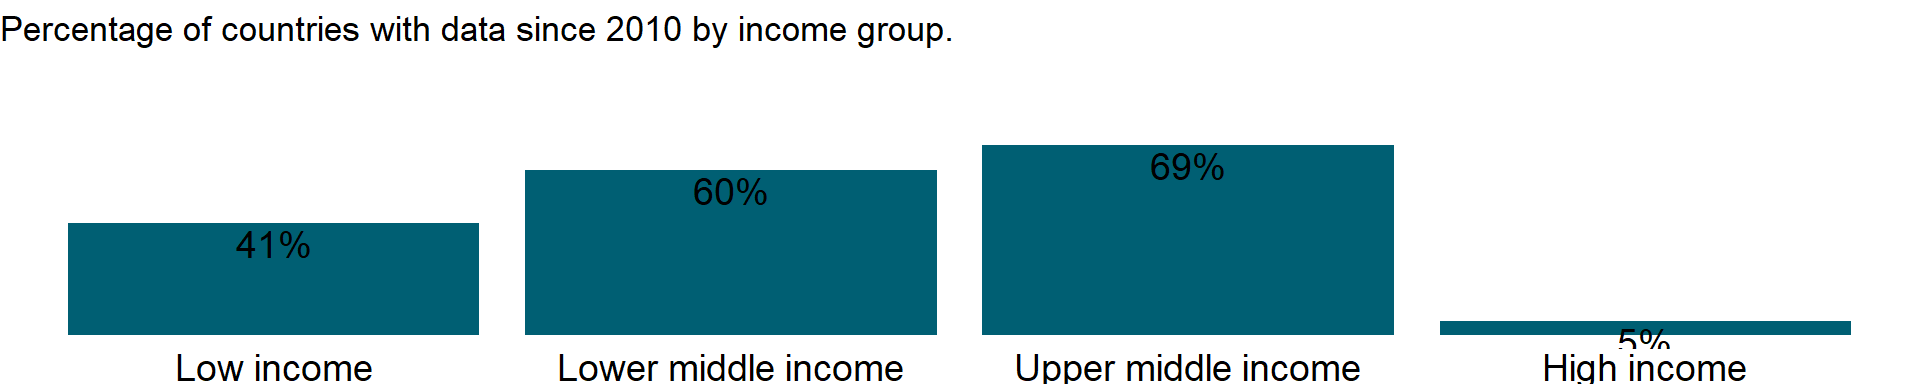 Percentage of countries with data since 2010 by income group.
41%
60%
69%
5%
Low income
Lower middle income
Upper middle income
High income